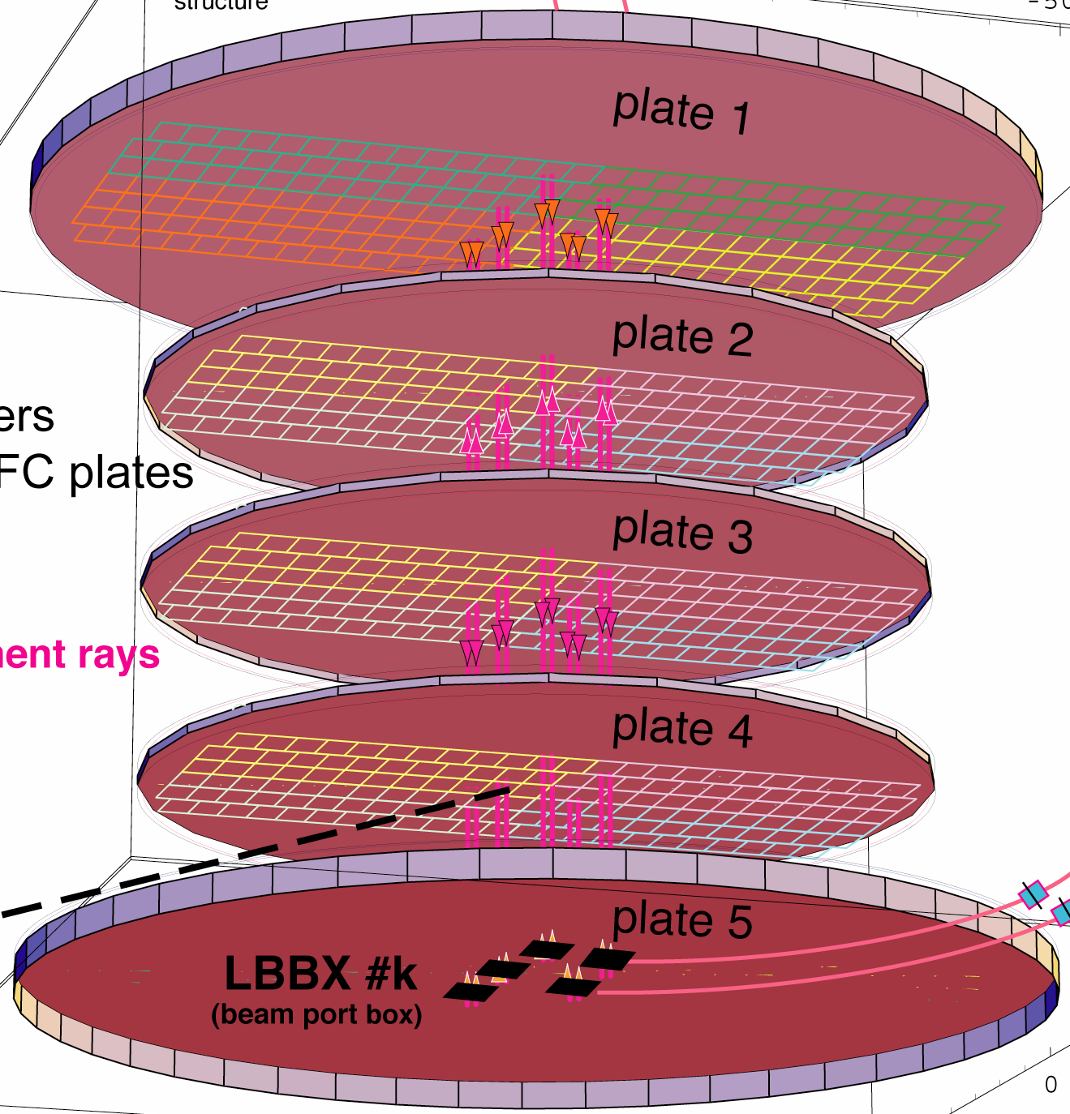 structure
plate 1
plate 2
ers
FC plates
plate 3
ent rays
plate 4
plate 5
LBBX #k
(beam port box)
0